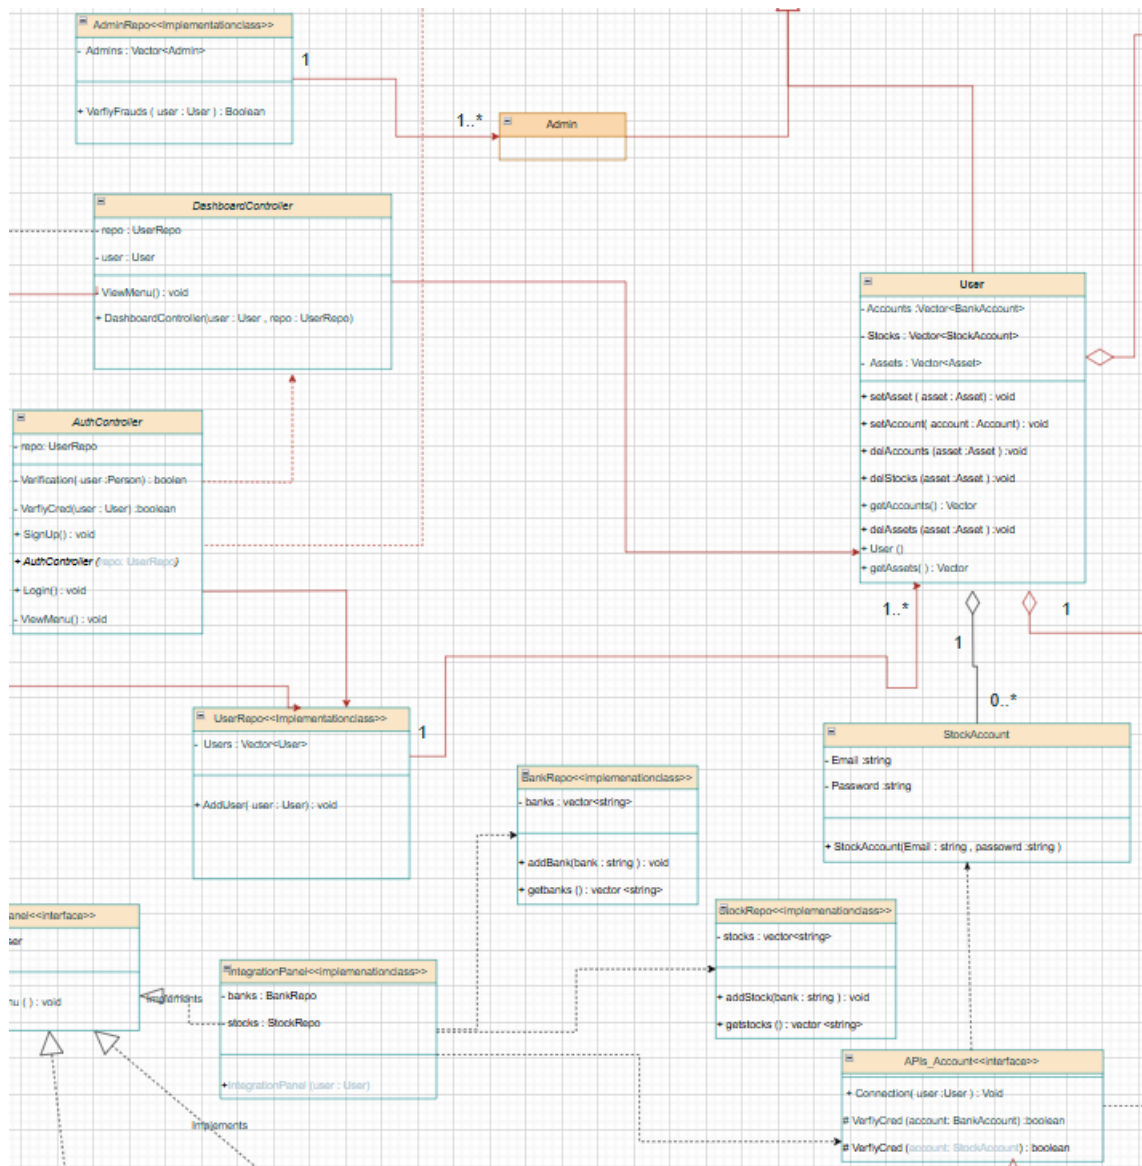 AdminRepo<<Implementationclass>>
- Admins : Vector<Admin>
+ VerfiyFrauds ( user : User ) : Boolean
1
1..*
Admin
DashboardController
- repo : UserRepo
- user : User
ViewMenu() : void
+ DashboardController(user : User , repo : UserRepo)
User
- Accounts :Vector<BankAccount>
- Stocks : Vector<StockAccount>
- Assets : Vector<Asset>
+ setAsset ( asset : Asset) : void
+ setAccount( account : Account) : void
+ delAccounts (asset :Asset ) :void
+ delStocks (asset :Asset ) :void
+ getAccounts() : Vector
+ delAssets (asset :Asset ) :void
+ User ()
+ getAssets( ) : Vector
AuthController
- repo: UserRepo
- Verification( user :Person) : boolen
- VerfiyCred(user : User) :boolean
+ SignUp() : void
+ AuthController (repo: UserRepo)
+ Login() : void
- ViewMenu() : void
1..*
1
1
0..*
UserRepo<<Implementationclass>>
- Users : Vector<User>
+ AddUser( user : User) : void
1
StockAccount
- Email :string
- Password :string
+ StockAccount(Email : string , passowrd :string )
BankRepo<<implemenationclass>>
- banks : vector<string>
+ addBank(bank : string ) : void
+ getbanks () : vector <string>
StockRepo<<implemenationclass>>
- stocks : vector<string>
+ addStock(bank : string ) : void
+ getstocks () : vector <string>
anel<<interface>>
ser
nu ( ) : void
Implements
IntegrationPanel<<implemenationclass>>
- banks : BankRepo
- stocks : StockRepo
+IntegrationPanel (user : User)
Implements
APIs_Account<<interface>>
+ Connection( user :User ) : Void
# VerfiyCred (account: BankAccount) :boolean
# VerfiyCred (account: StockAccount) : boolean